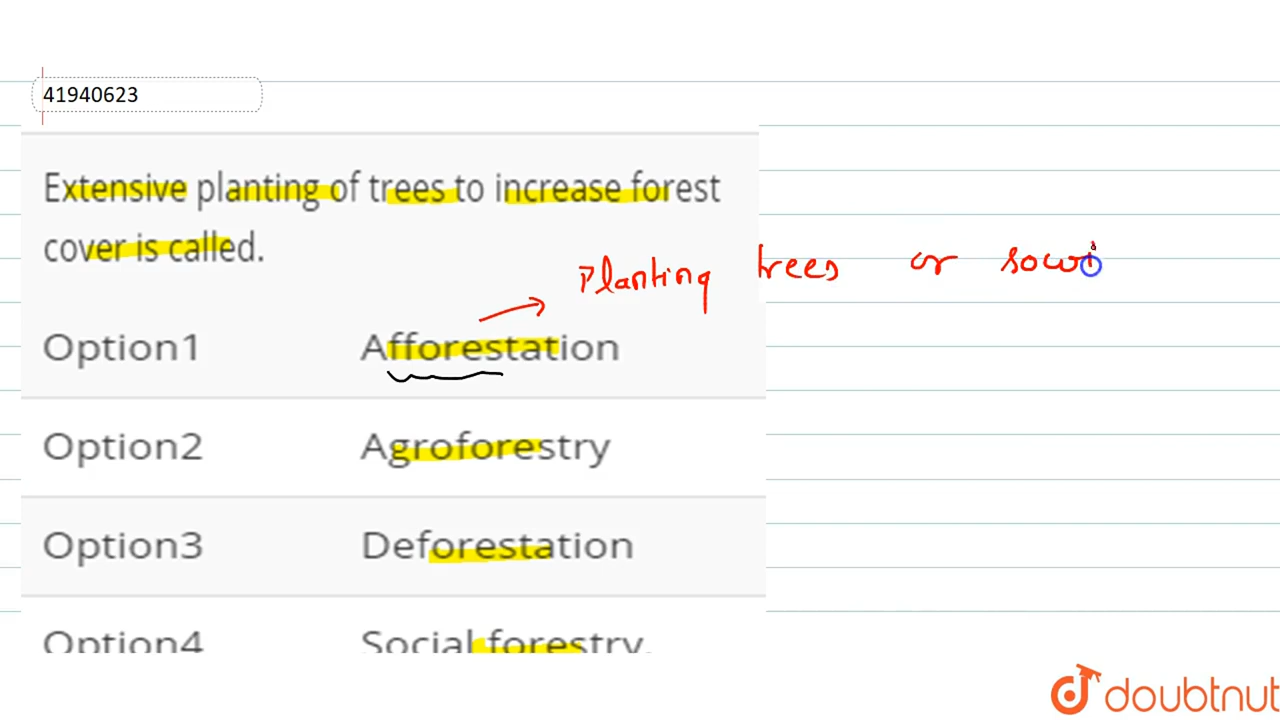 41940623
Extensive planting of trees to increase forest
cover is called.
Planting trees or sowi
Option1 Afforestation
Option2 Agroforestry
Option3 Deforestation
Option4 Social forestry.
doubtnut